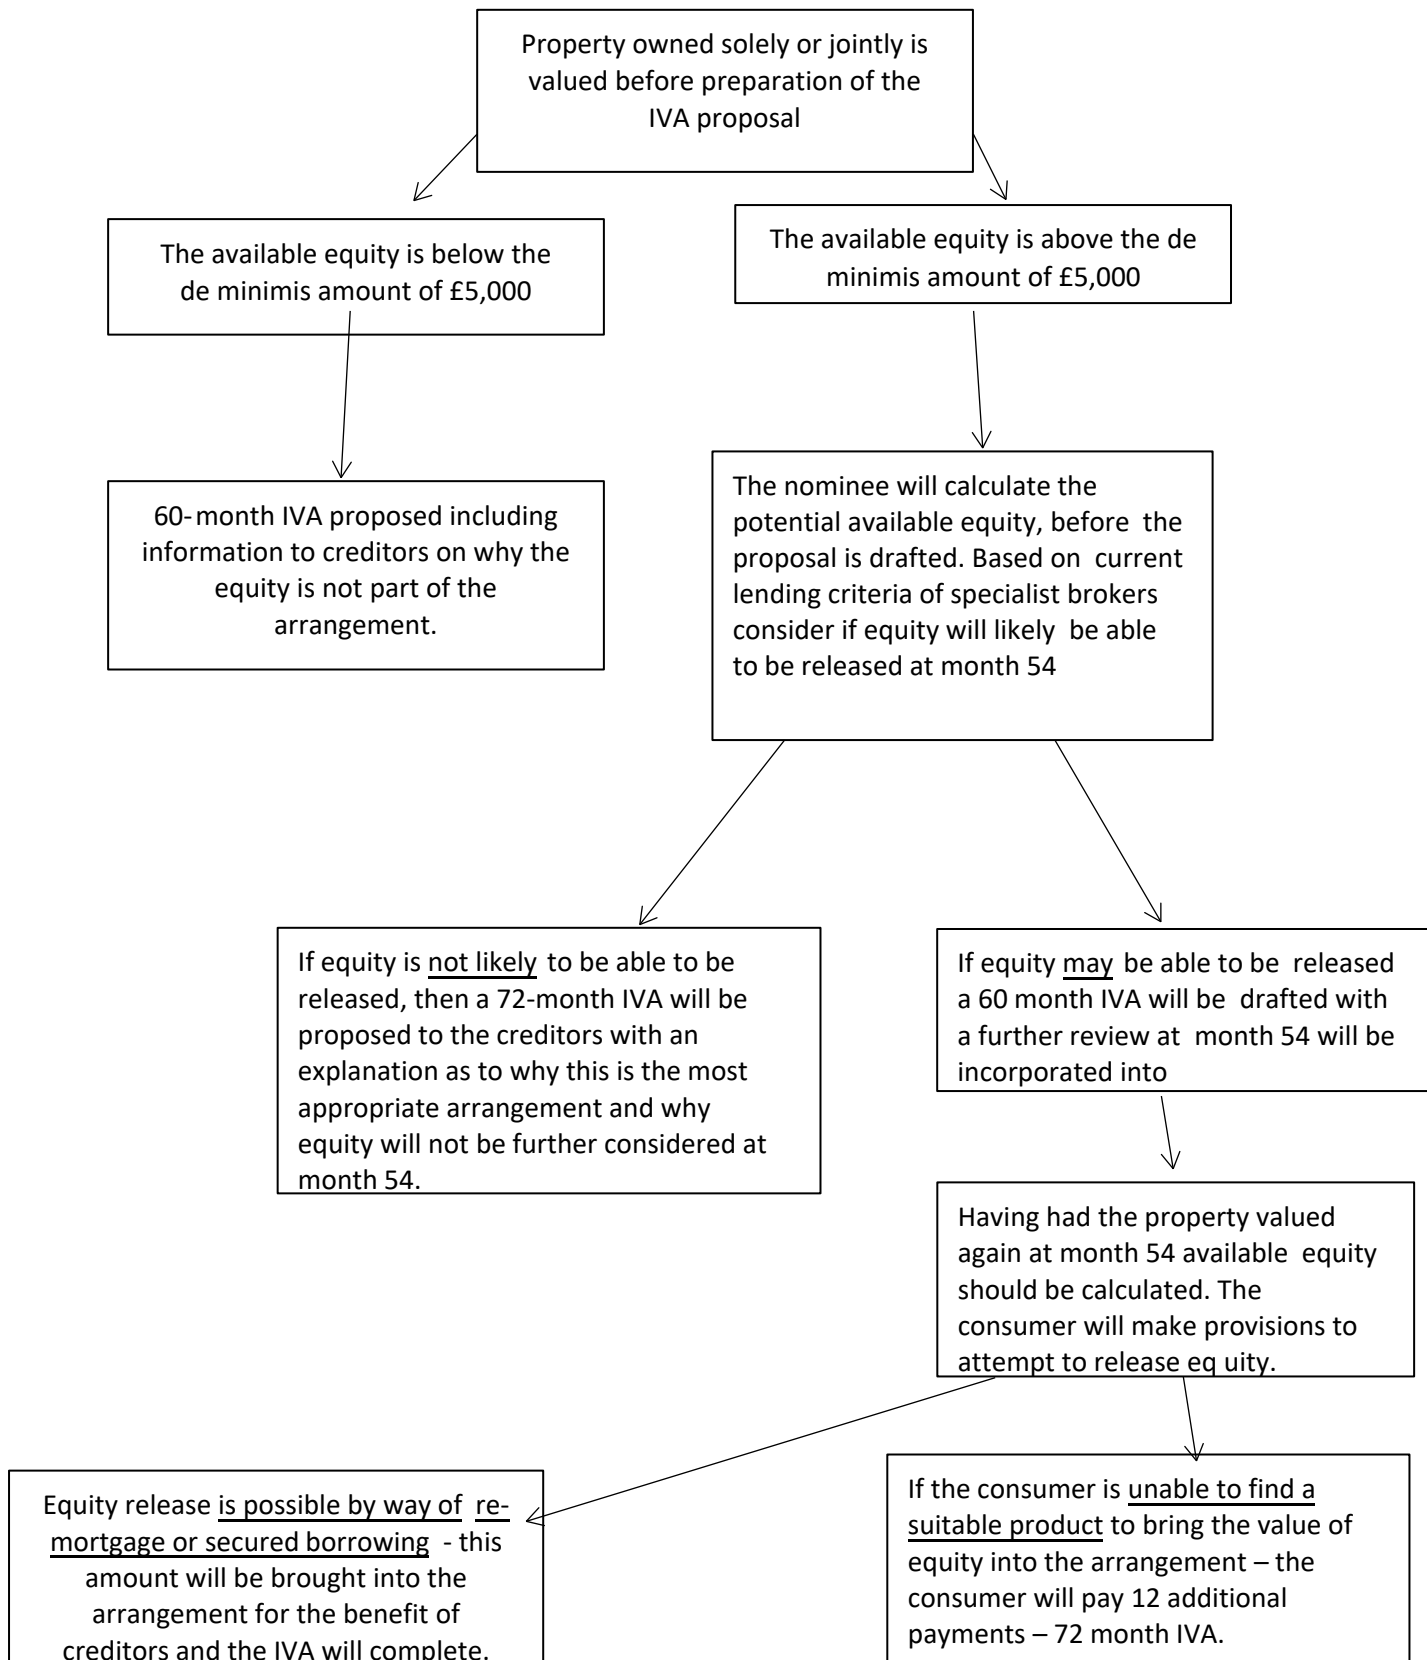 Property owned solely or jointly is
valued before preparation of the
IVA proposal
The available equity is below the
de minimis amount of £5,000
The available equity is above the de
minimis amount of £5,000
60-month IVA proposed including
information to creditors on why the
equity is not part of the
arrangement.
The nominee will calculate the
potential available equity, before the
proposal is drafted. Based on current
lending criteria of specialist brokers
consider if equity will likely be able
to be released at month 54
If equity is not likely to be able to be
released, then a 72-month IVA will be
proposed to the creditors with an
explanation as to why this is the most
appropriate arrangement and why
equity will not be further considered at
month 54.
If equity may be able to be released
a 60 month IVA will be drafted with
a further review at month 54 will be
incorporated into
Having had the property valued
again at month 54 available equity
should be calculated. The
consumer will make provisions to
attempt to release eq uity.
Equity release is possible by way of re-
mortgage or secured borrowing - this
amount will be brought into the
arrangement for the benefit of
creditors and the IVA will complete.
If the consumer is unable to find a
suitable product to bring the value of
equity into the arrangement – the
consumer will pay 12 additional
payments – 72 month IVA.